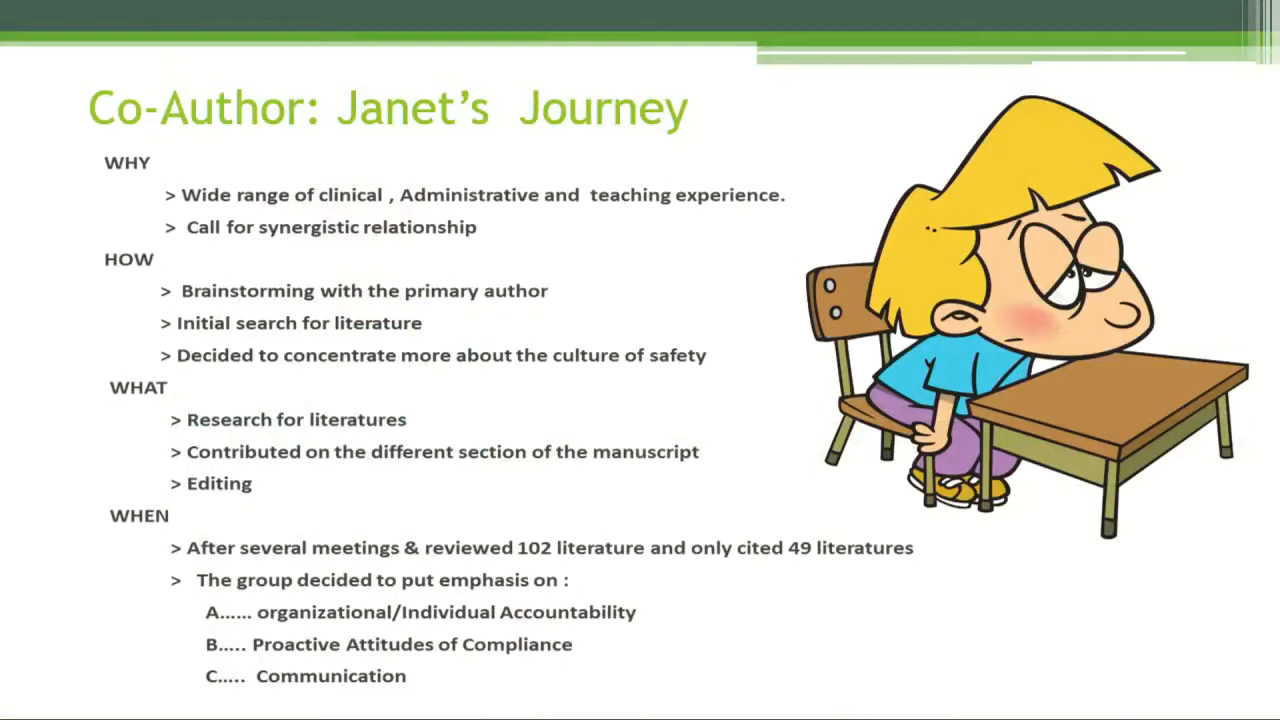 Co-Author: Janet's Journey
WHY
> Wide range of clinical , Administrative and teaching experience.
> Call for synergistic relationship
HOW
> Brainstorming with the primary author
> Initial search for literature
> Decided to concentrate more about the culture of safety
WHAT
> Research for literatures
> Contributed on the different section of the manuscript
> Editing
WHEN
> After several meetings & reviewed 102 literature and only cited 49 literatures
> The group decided to put emphasis on :
A...... organizational/Individual Accountability
B..... Proactive Attitudes of Compliance
C..... Communication